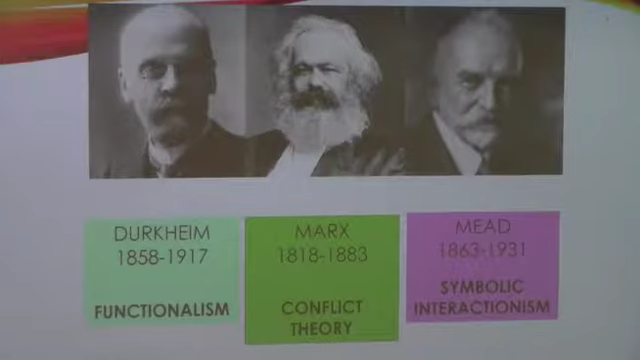 DURKHEIM
1858-1917
FUNCTIONALISM
MARX
1818-1883
CONFLICT
THEORY
MEAD
1863-1931
SYMBOLIC
INTERACTIONISM